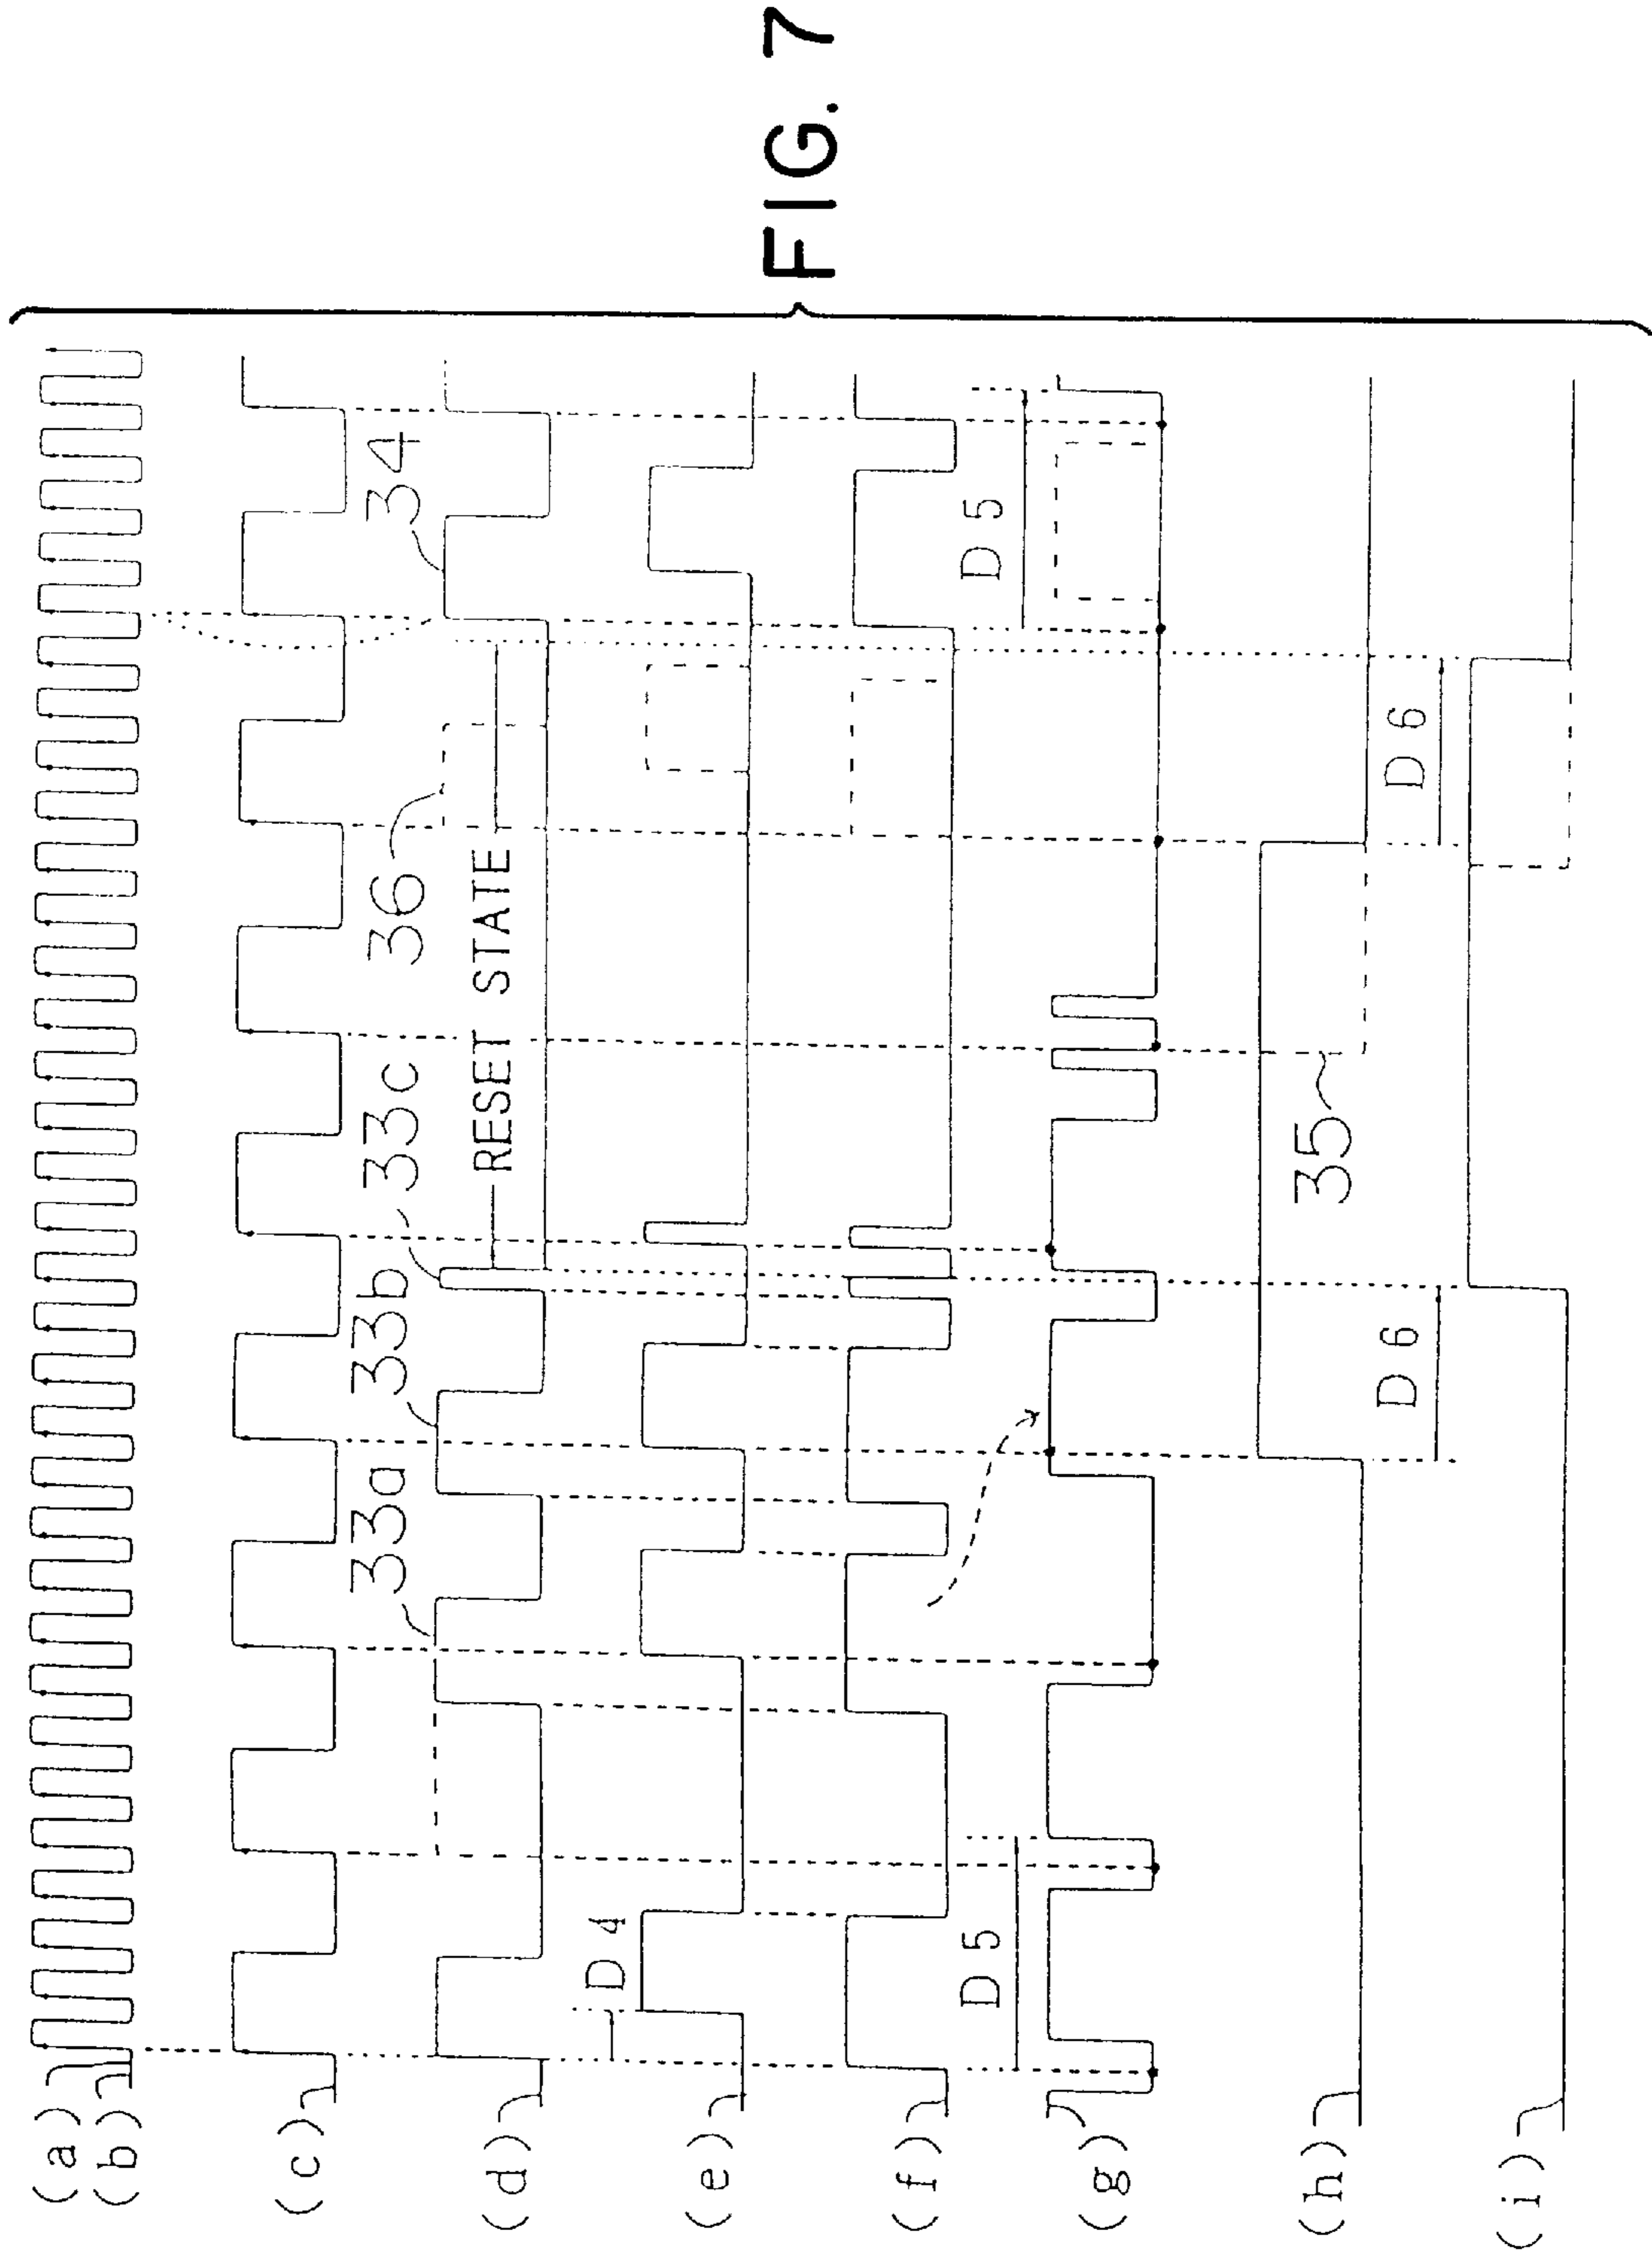 (a)
(b)
(c)
(d)
(e)
(f)
(g)
(h)
(i)
33a
33b
33c
36
34
RESET STATE
D 4
D 5
D 5
35
D 6
D 6
FIG. 7